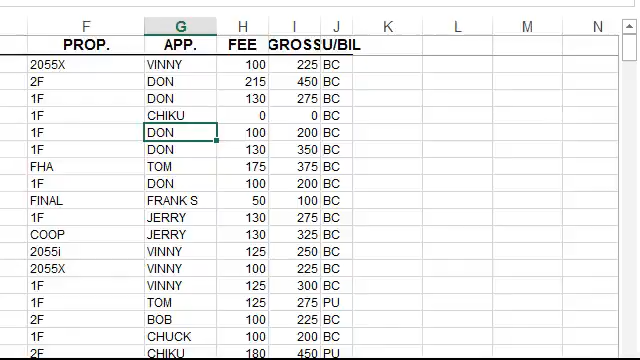 F G H I J K L M N
PROP. APP. FEE GROSS U/BIL
2055X VINNY 100 225 BC
2F DON 215 450 BC
1F DON 130 275 BC
1F CHIKU 0 0 BC
1F DON 100 200 BC
1F DON 130 350 BC
FHA TOM 175 375 BC
1F DON 100 200 BC
FINAL FRANK S 50 100 BC
1F JERRY 130 275 BC
COOP JERRY 130 325 BC
2055i VINNY 125 250 BC
2055X VINNY 100 225 BC
1F VINNY 125 300 BC
1F TOM 125 275 PU
2F BOB 100 225 BC
1F CHUCK 100 200 BC
2F CHIKU 180 450 PU